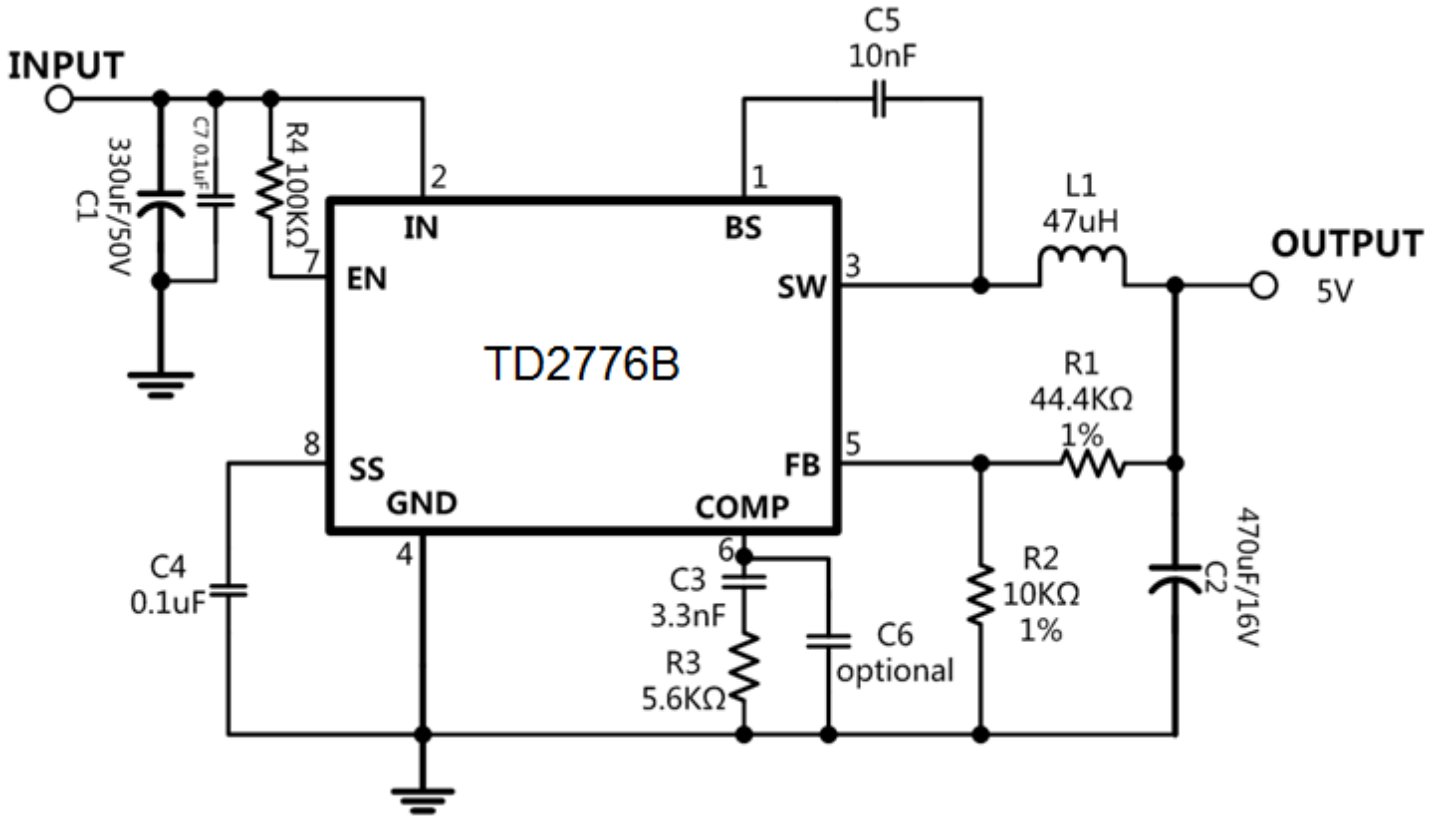 INPUT
C5
10nF
330uF/50V
C1
C7 0.1uF
R4 100KΩ
2
1
IN
BS
L1
47uH
OUTPUT
5V
7
EN
3
SW
TD2776B
R1
44.4KΩ
1%
8
SS
5
FB
GND
COMP
4
6
C4
0.1uF
C3
3.3nF
R3
5.6KΩ
C6
optional
R2
10KΩ
1%
470uF/16V
C2